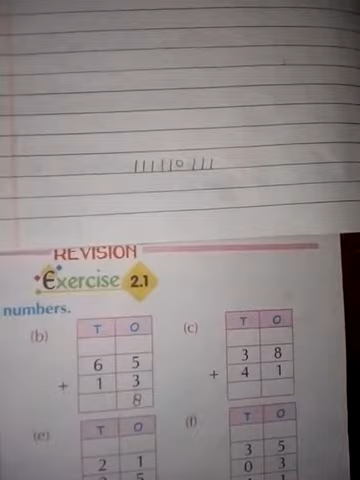 1111110111
REVISION
Exercise 2.1
numbers.
(b)
T O
6 5
+ 1 3
8
(c)
T O
3 8
+ 4 1
(e)
T O
2 1
(f)
T O
3 5
0 3